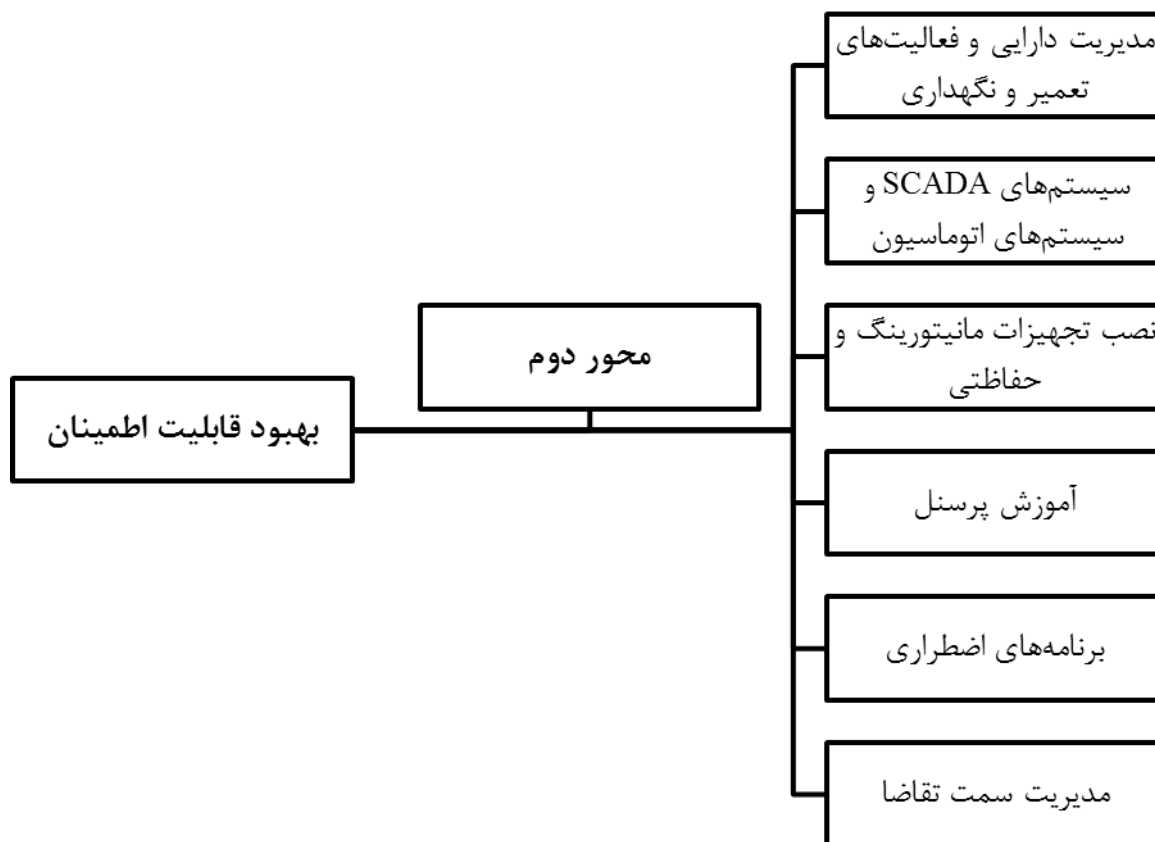 مدیریت دارایی و فعالیت‌های
تعمیر و نگهداری
سیستم‌های SCADA و
سیستم‌های اتوماسیون
نصب تجهیزات مانیتورینگ و
حفاظتی
محور دوم
بهبود قابلیت اطمینان
آموزش پرسنل
برنامه‌های اضطراری
مدیریت سمت تقاضا